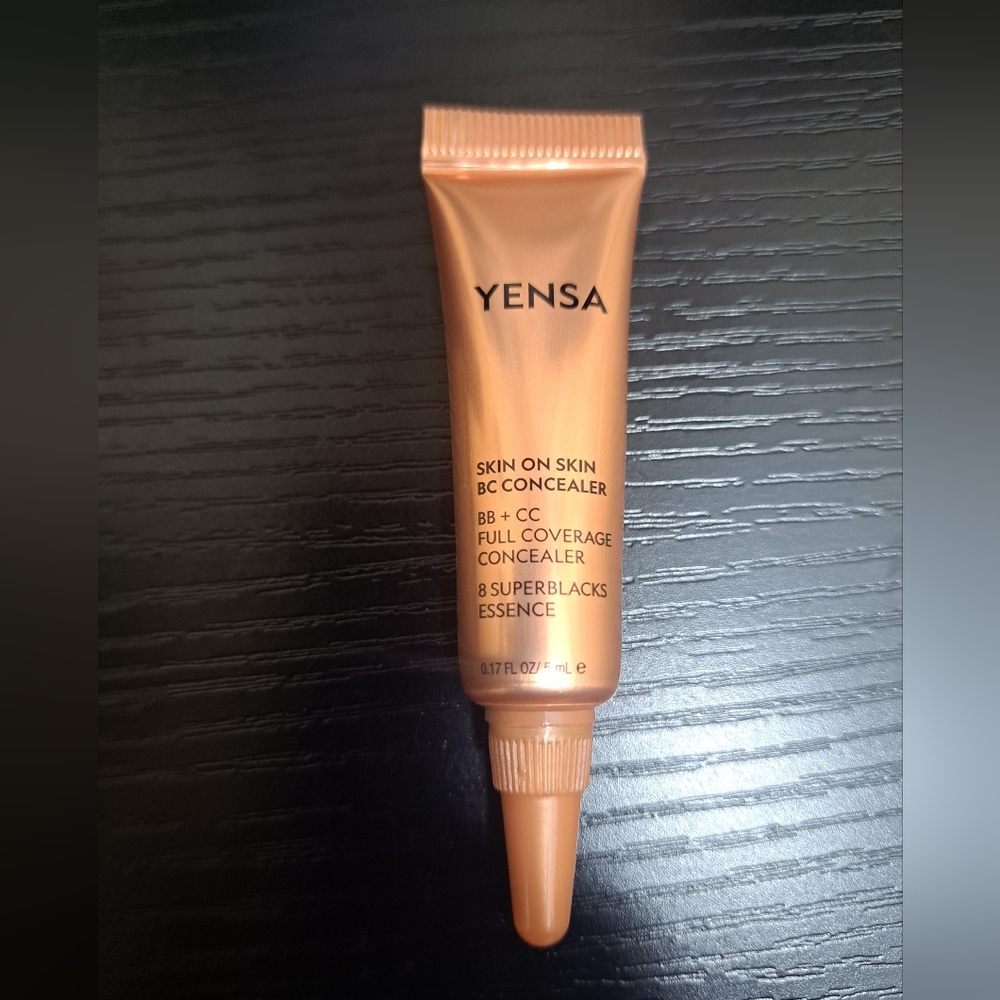 YENSA
SKIN ON SKIN
BC CONCEALER
BB + CC
FULL COVERAGE
CONCEALER
8 SUPERBLACKS
ESSENCE
0.17 FL OZ/ 5 mL ℮